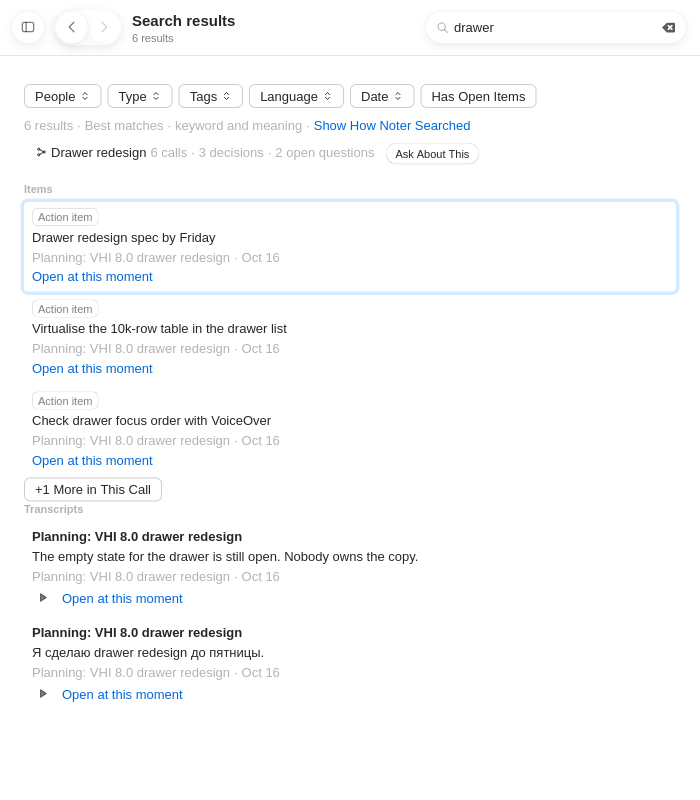 Search results
6 results
drawer
People Type Tags Language Date Has Open Items
6 results · Best matches · keyword and meaning · Show How Noter Searched
Drawer redesign 6 calls · 3 decisions · 2 open questions Ask About This
Items
Action item
Drawer redesign spec by Friday
Planning: VHI 8.0 drawer redesign · Oct 16
Open at this moment
Action item
Virtualise the 10k-row table in the drawer list
Planning: VHI 8.0 drawer redesign · Oct 16
Open at this moment
Action item
Check drawer focus order with VoiceOver
Planning: VHI 8.0 drawer redesign · Oct 16
Open at this moment
+1 More in This Call
Transcripts
Planning: VHI 8.0 drawer redesign
The empty state for the drawer is still open. Nobody owns the copy.
Planning: VHI 8.0 drawer redesign · Oct 16
Open at this moment
Planning: VHI 8.0 drawer redesign
Я сделаю drawer redesign до пятницы.
Planning: VHI 8.0 drawer redesign · Oct 16
Open at this moment